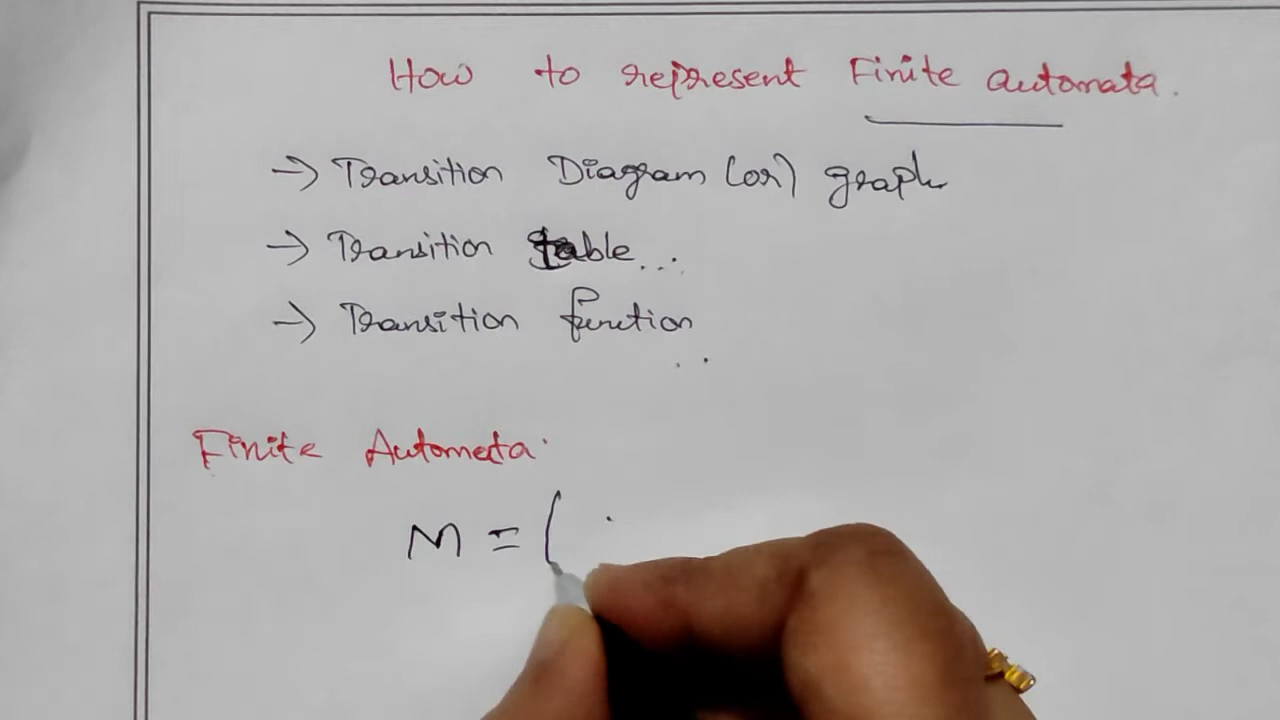 How to represent Finite automata.
→ Transition Diagram (or) graph
→ Transition table...
→ Transition function
Finite Automata:
M = (